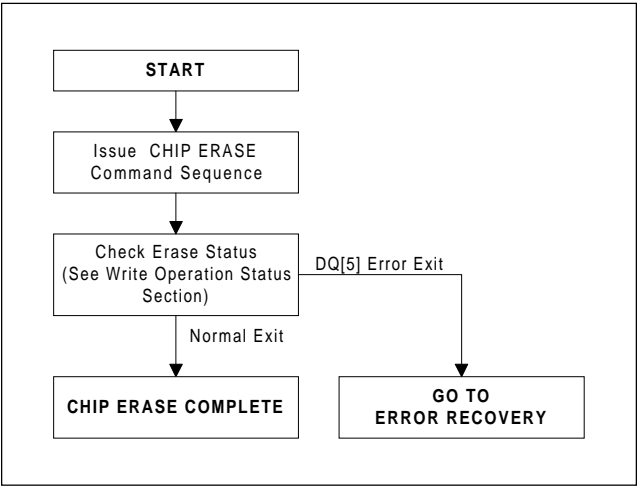 START
Issue CHIP ERASE
Command Sequence
Check Erase Status
(See Write Operation Status
Section)
DQ[5] Error Exit
Normal Exit
CHIP ERASE COMPLETE
GO TO
ERROR RECOVERY